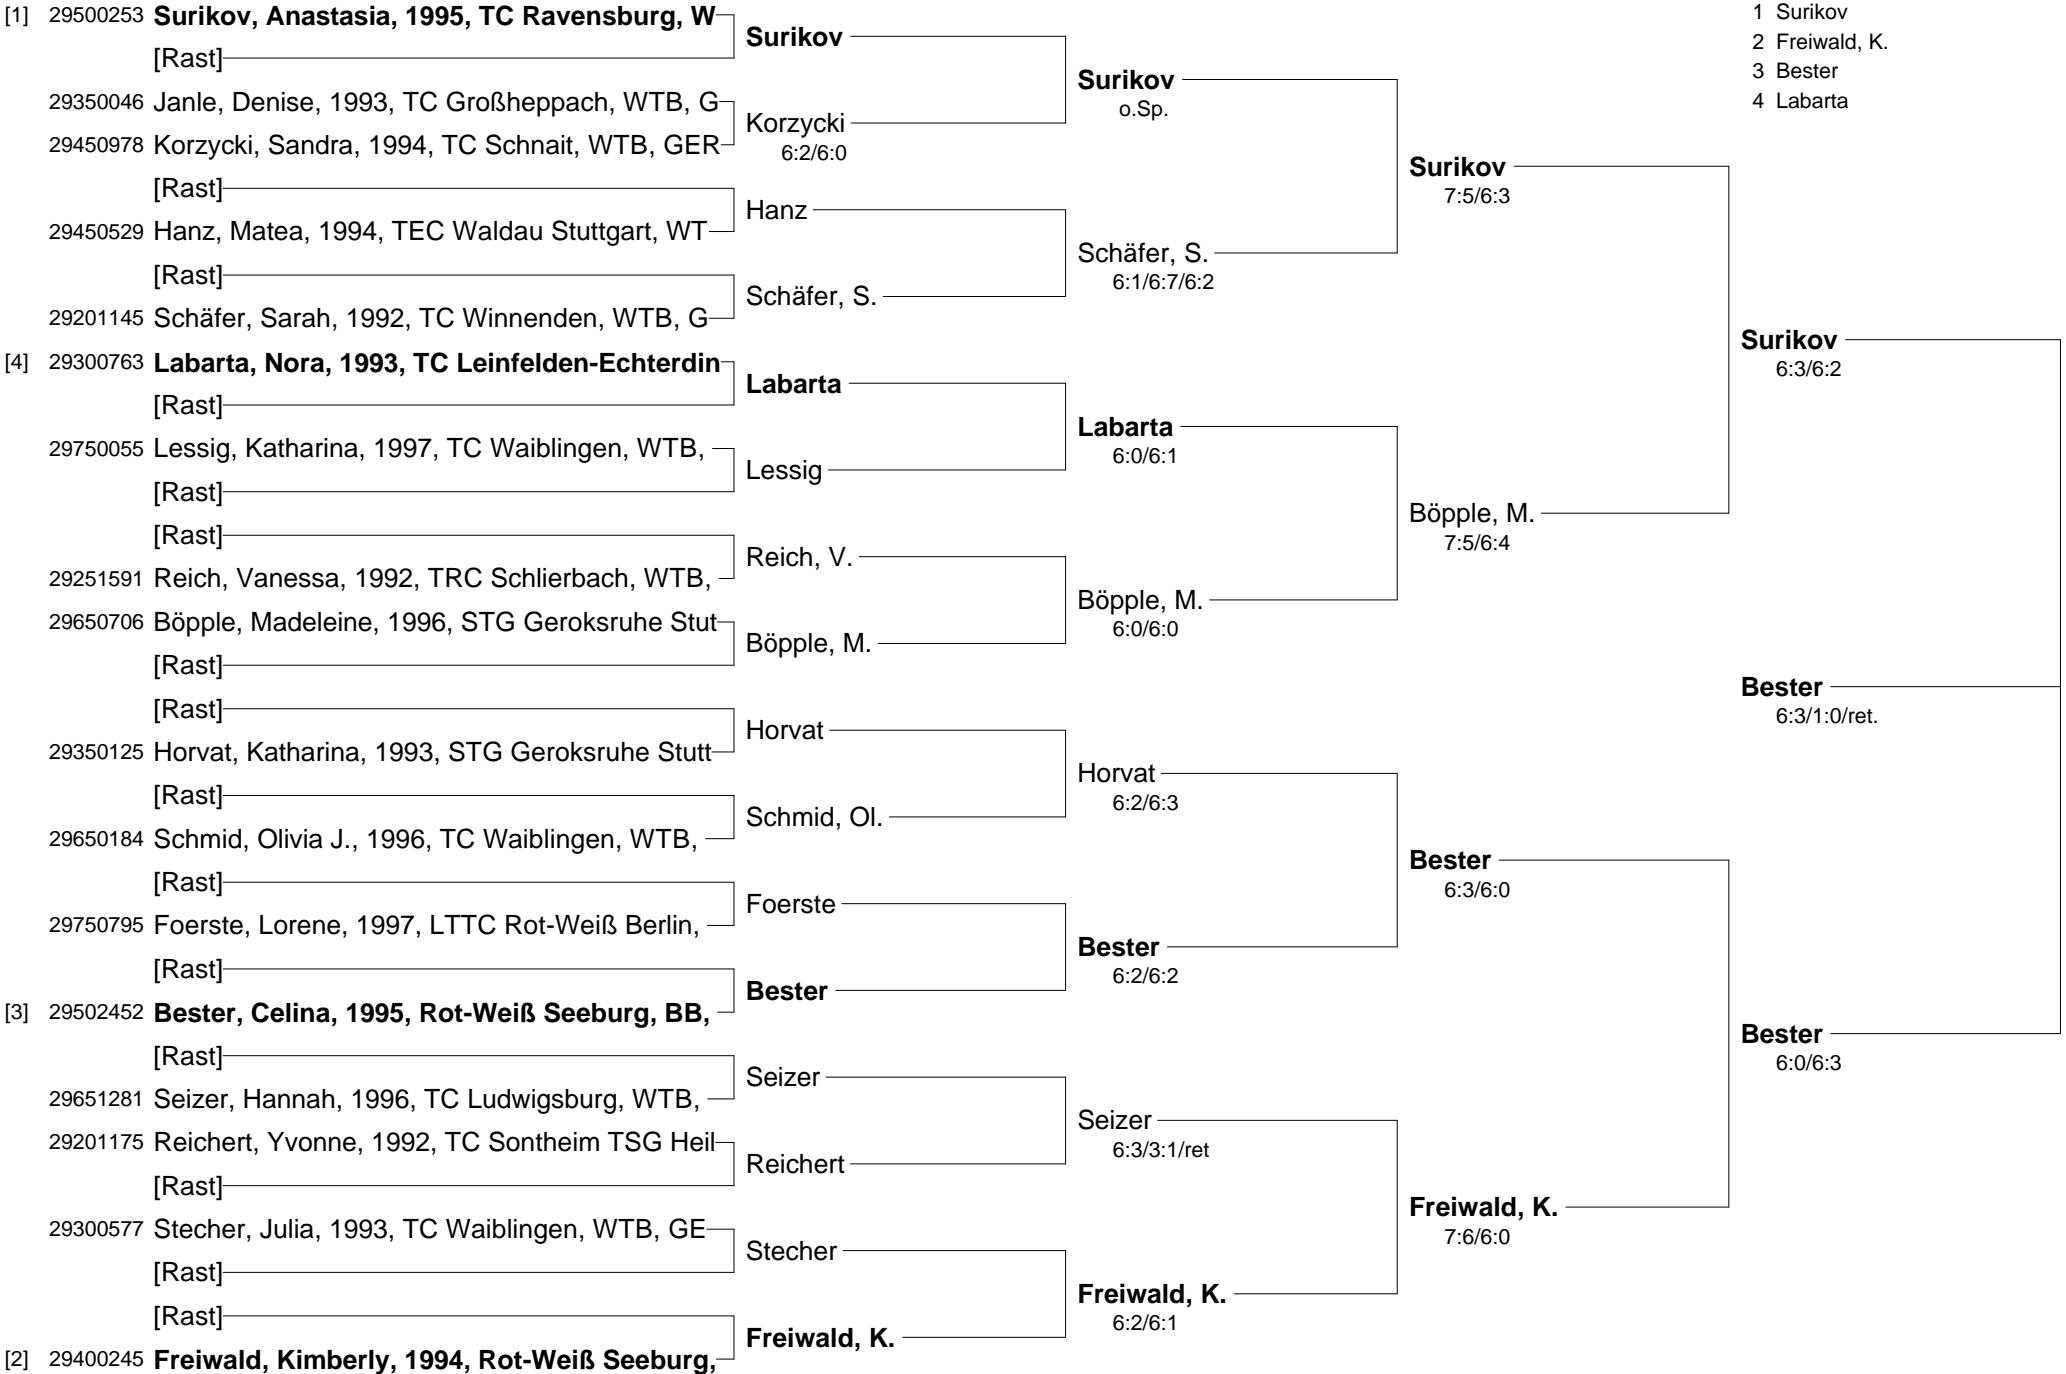 [1] 29500253 Surikov, Anastasia, 1995, TC Ravensburg, W
[Rast]
29350046 Janle, Denise, 1993, TC Großheppach, WTB, G
29450978 Korzycki, Sandra, 1994, TC Schnait, WTB, GER
[Rast]
29450529 Hanz, Matea, 1994, TEC Waldau Stuttgart, WT
[Rast]
29201145 Schäfer, Sarah, 1992, TC Winnenden, WTB, G
[4] 29300763 Labarta, Nora, 1993, TC Leinfelden-Echterdin
[Rast]
29750055 Lessig, Katharina, 1997, TC Waiblingen, WTB,
[Rast]
[Rast]
29251591 Reich, Vanessa, 1992, TRC Schlierbach, WTB,
29650706 Böpple, Madeleine, 1996, STG Geroksruhe Stut
[Rast]
[Rast]
29350125 Horvat, Katharina, 1993, STG Geroksruhe Stutt
[Rast]
29650184 Schmid, Olivia J., 1996, TC Waiblingen, WTB,
[Rast]
29750795 Foerste, Lorene, 1997, LTTC Rot-Weiß Berlin,
[Rast]
[3] 29502452 Bester, Celina, 1995, Rot-Weiß Seeburg, BB,
[Rast]
29651281 Seizer, Hannah, 1996, TC Ludwigsburg, WTB,
29201175 Reichert, Yvonne, 1992, TC Sontheim TSG Heil
[Rast]
29300577 Stecher, Julia, 1993, TC Waiblingen, WTB, GE
[Rast]
[Rast]
[2] 29400245 Freiwald, Kimberly, 1994, Rot-Weiß Seeburg,
Surikov
Korzycki
6:2/6:0
Hanz
Schäfer, S.
Labarta
Lessig
Reich, V.
Böpple, M.
Horvat
Schmid, Ol.
Foerste
Bester
Seizer
Reichert
Stecher
Freiwald, K.
Surikov
o.Sp.
Schäfer, S.
6:1/6:7/6:2
Labarta
6:0/6:1
Böpple, M.
6:0/6:0
Horvat
6:2/6:3
Bester
6:2/6:2
Seizer
6:3/3:1/ret
Freiwald, K.
6:2/6:1
Surikov
7:5/6:3
Böpple, M.
7:5/6:4
Bester
6:3/6:0
Freiwald, K.
7:6/6:0
1 Surikov
2 Freiwald, K.
3 Bester
4 Labarta
Surikov
6:3/6:2
Bester
6:3/1:0/ret.
Bester
6:0/6:3